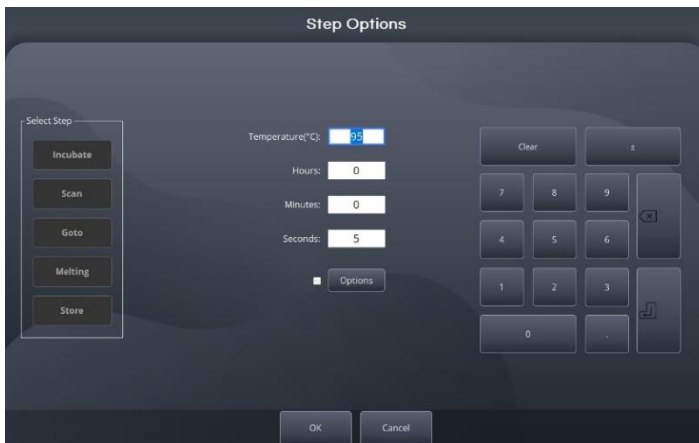 Step Options
Select Step
Incubate
Scan
Goto
Melting
Store
Temperature(°C): 95
Hours: 0
Minutes: 0
Seconds: 5
Options
Clear ±
7 8 9
4 5 6
1 2 3
0 .
OK Cancel